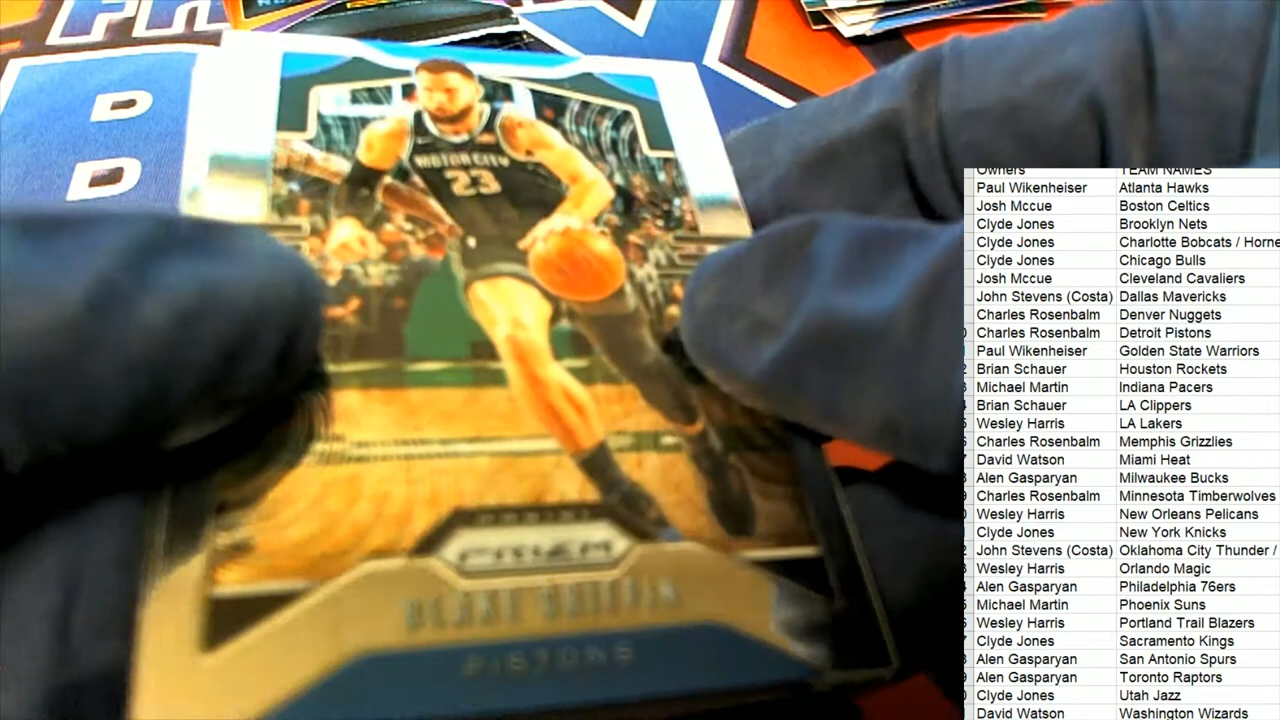 D
D
MOTOR CITY
23
PANINI
PRIZM
BLAKE GRIFFIN
PISTONS
Owners TEAM NAMES
Paul Wikenheiser Atlanta Hawks
Josh Mccue Boston Celtics
Clyde Jones Brooklyn Nets
Clyde Jones Charlotte Bobcats / Horne
Clyde Jones Chicago Bulls
Josh Mccue Cleveland Cavaliers
John Stevens (Costa) Dallas Mavericks
Charles Rosenbalm Denver Nuggets
Charles Rosenbalm Detroit Pistons
Paul Wikenheiser Golden State Warriors
Brian Schauer Houston Rockets
Michael Martin Indiana Pacers
Brian Schauer LA Clippers
Wesley Harris LA Lakers
Charles Rosenbalm Memphis Grizzlies
David Watson Miami Heat
Alen Gasparyan Milwaukee Bucks
Charles Rosenbalm Minnesota Timberwolves
Wesley Harris New Orleans Pelicans
Clyde Jones New York Knicks
John Stevens (Costa) Oklahoma City Thunder /
Wesley Harris Orlando Magic
Alen Gasparyan Philadelphia 76ers
Michael Martin Phoenix Suns
Wesley Harris Portland Trail Blazers
Clyde Jones Sacramento Kings
Alen Gasparyan San Antonio Spurs
Alen Gasparyan Toronto Raptors
Clyde Jones Utah Jazz
David Watson Washington Wizards